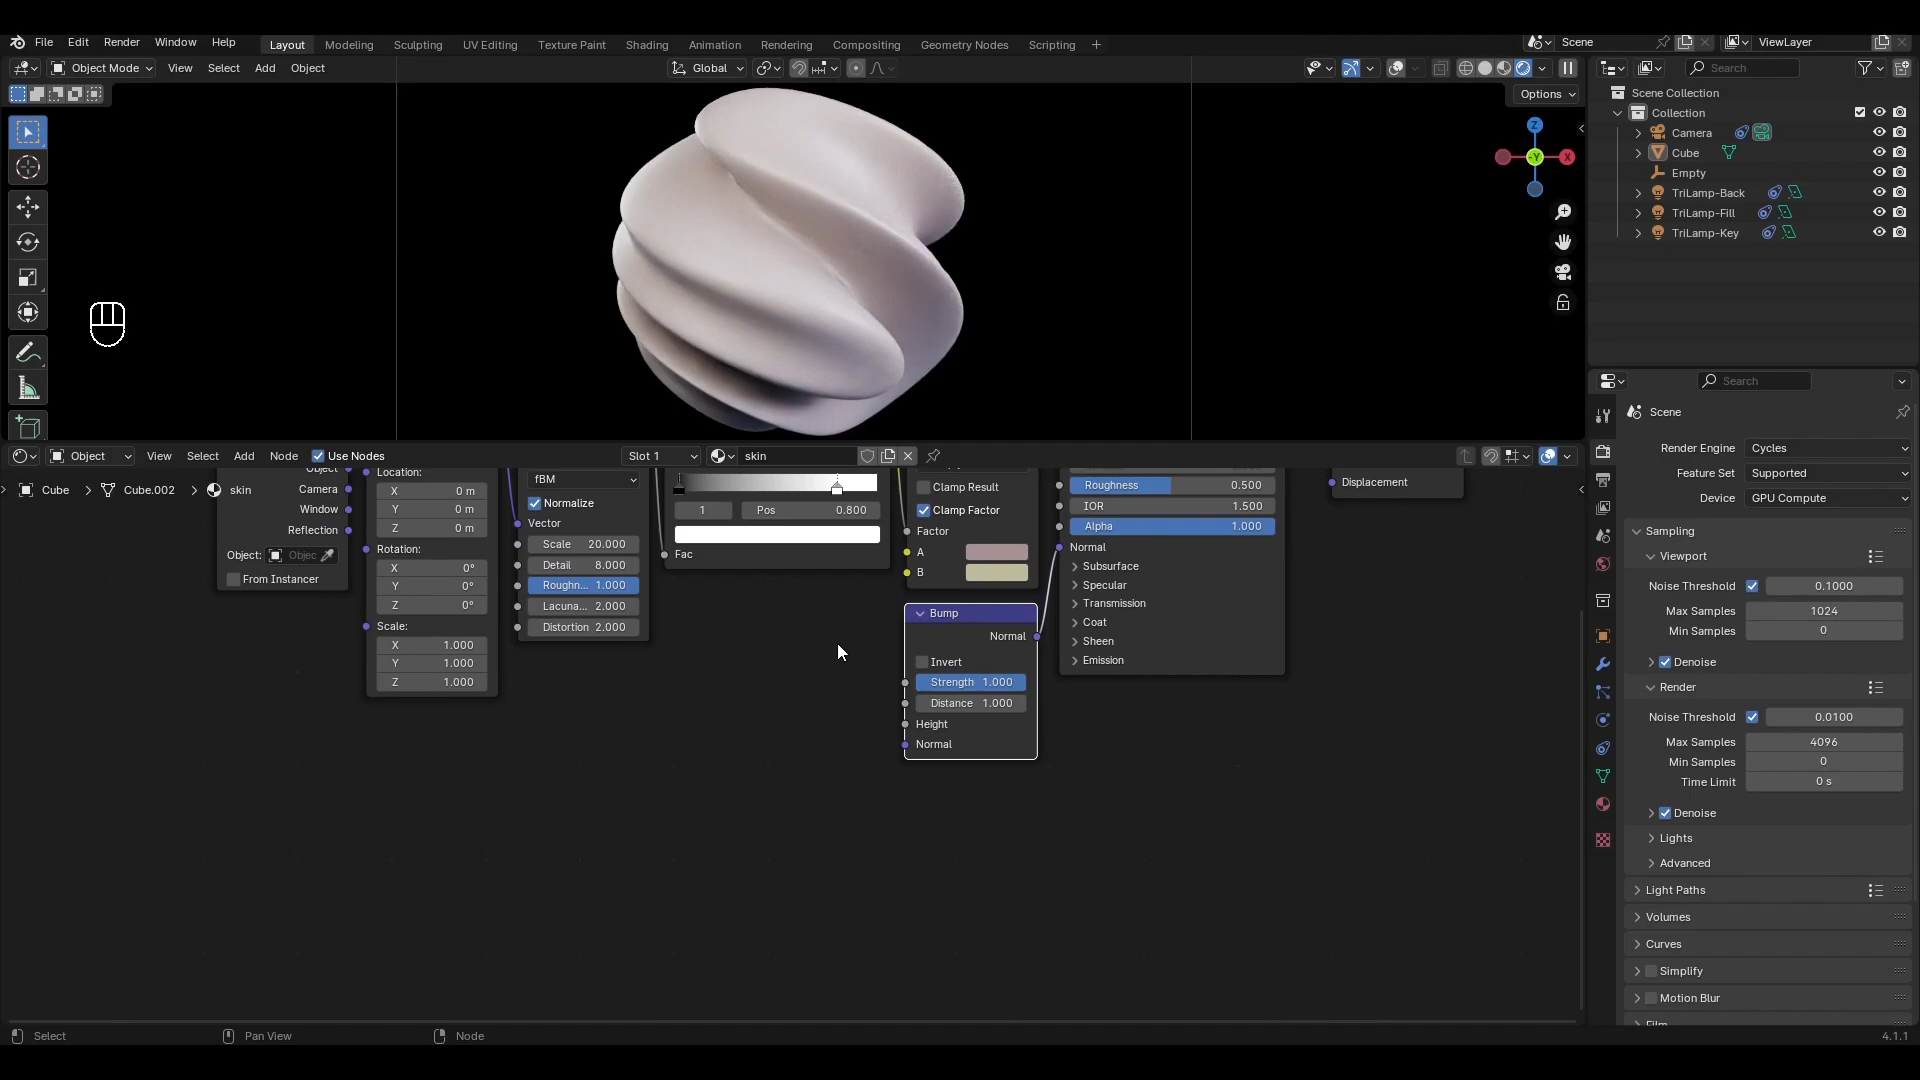 File Edit Render Window Help Layout Modeling Sculpting UV Editing Texture Paint Shading Animation Rendering Compositing Geometry Nodes Scripting + Scene ViewLayer
Object Mode View Select Add Object Global Search
Options
Scene Collection
Collection
Camera
Cube
Empty
TriLamp-Back
TriLamp-Fill
TriLamp-Key
Z
X
Y
Search
Scene
Render Engine Cycles
Feature Set Supported
Device GPU Compute
Sampling
Viewport
Noise Threshold 0.1000
Max Samples 1024
Min Samples 0
Denoise
Render
Noise Threshold 0.0100
Max Samples 4096
Min Samples 0
Time Limit 0 s
Denoise
Lights
Advanced
Light Paths
Volumes
Curves
Simplify
Motion Blur
Film
Object View Select Add Node Use Nodes Slot 1 skin
Cube Cube.002 skin
Object
Camera
Window
Reflection
Object: Objec
From Instancer
Location:
X 0 m
Y 0 m
Z 0 m
Rotation:
X 0°
Y 0°
Z 0°
Scale:
X 1.000
Y 1.000
Z 1.000
fBM
Normalize
Vector
Scale 20.000
Detail 8.000
Roughn... 1.000
Lacuna... 2.000
Distortion 2.000
1 Pos 0.800
Fac
Clamp Result
Clamp Factor
Factor
A
B
Bump
Normal
Invert
Strength 1.000
Distance 1.000
Height
Normal
Roughness 0.500
IOR 1.500
Alpha 1.000
Normal
Subsurface
Specular
Transmission
Coat
Sheen
Emission
Displacement
Select Pan View Node 4.1.1